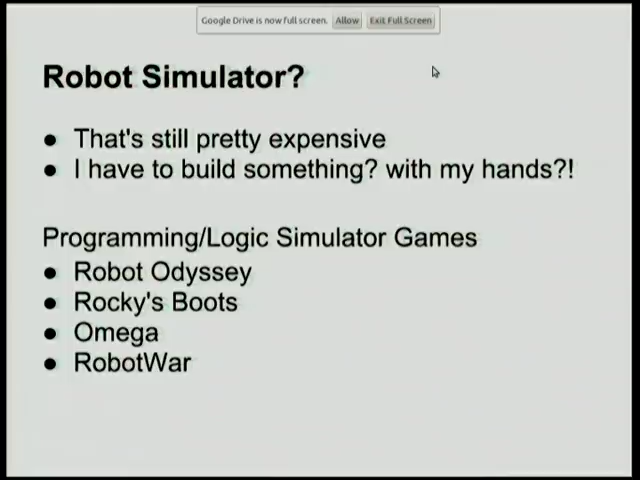 Google Drive is now full screen. Allow Exit Full Screen
Robot Simulator?
● That's still pretty expensive
● I have to build something? with my hands?!
Programming/Logic Simulator Games
● Robot Odyssey
● Rocky's Boots
● Omega
● RobotWar